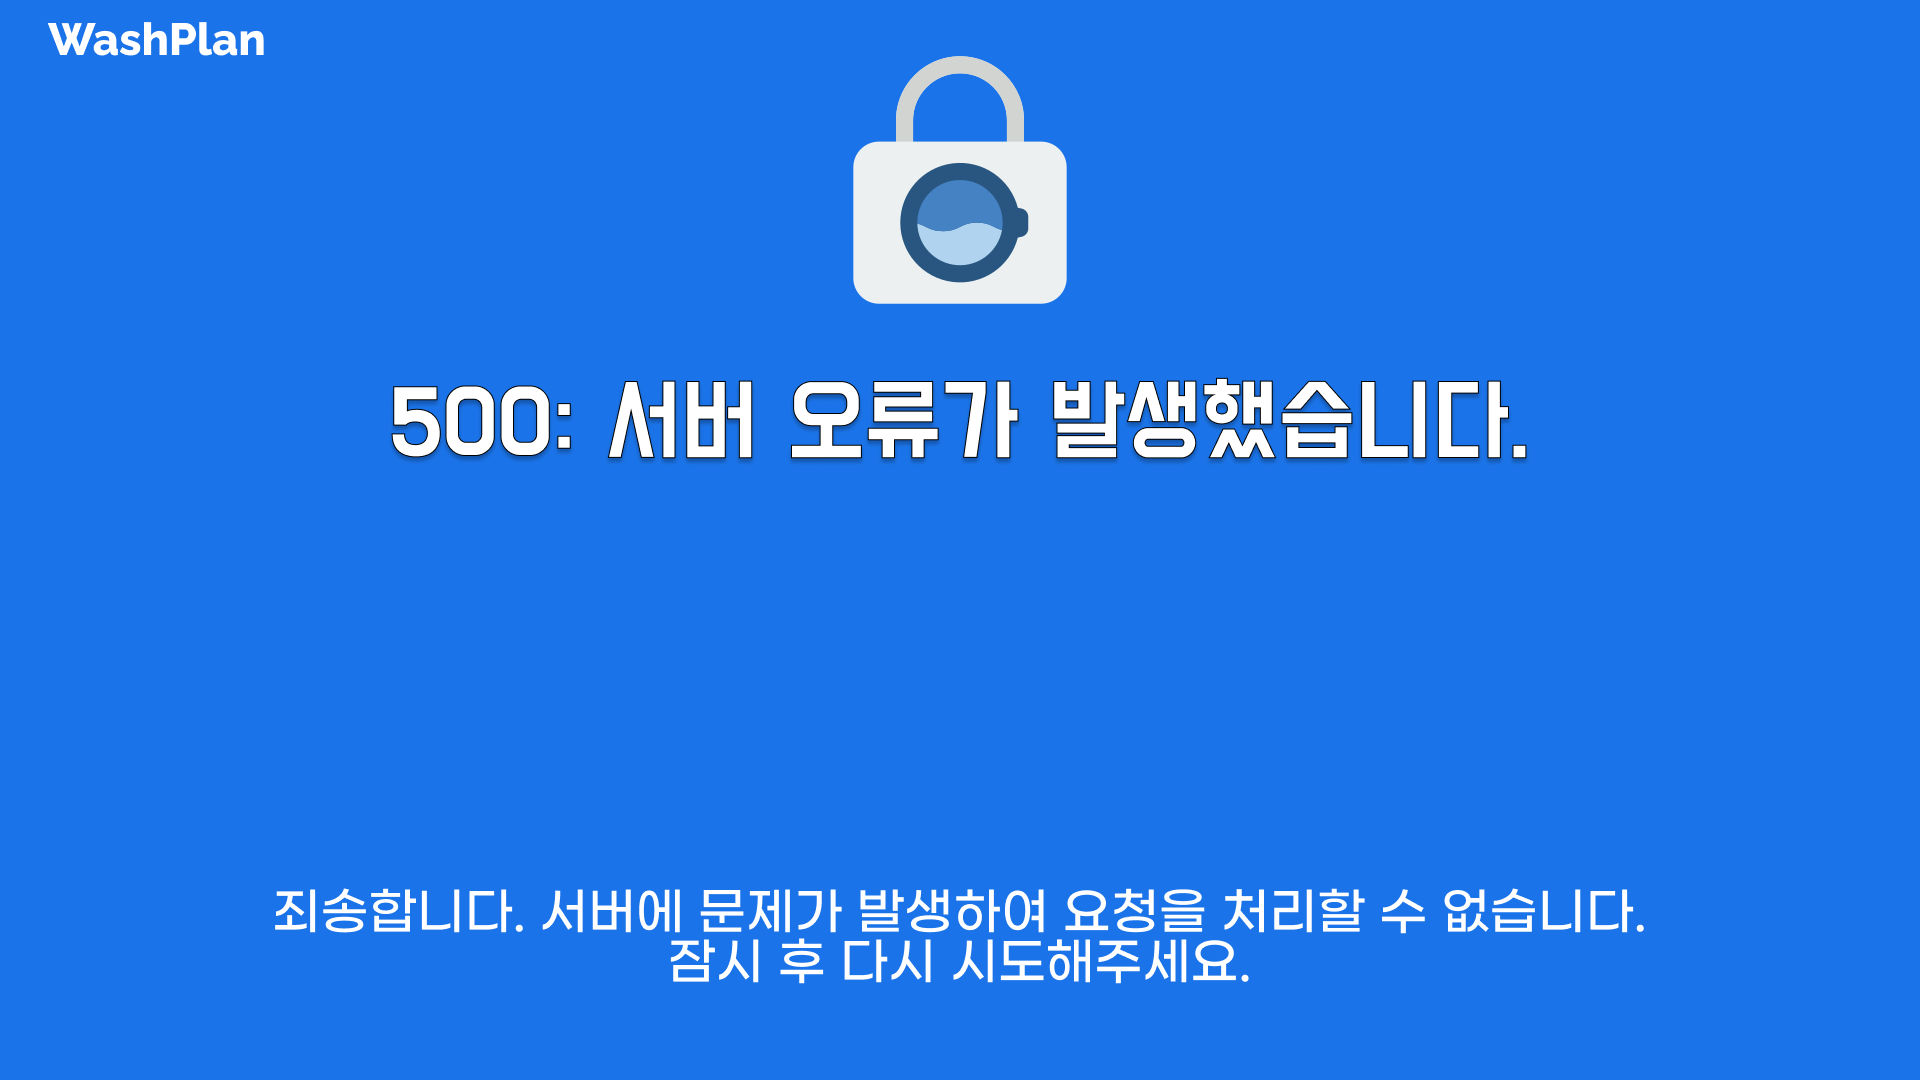 WashPlan
500: 서버 오류가 발생했습니다.
죄송합니다. 서버에 문제가 발생하여 요청을 처리할 수 없습니다.
잠시 후 다시 시도해주세요.